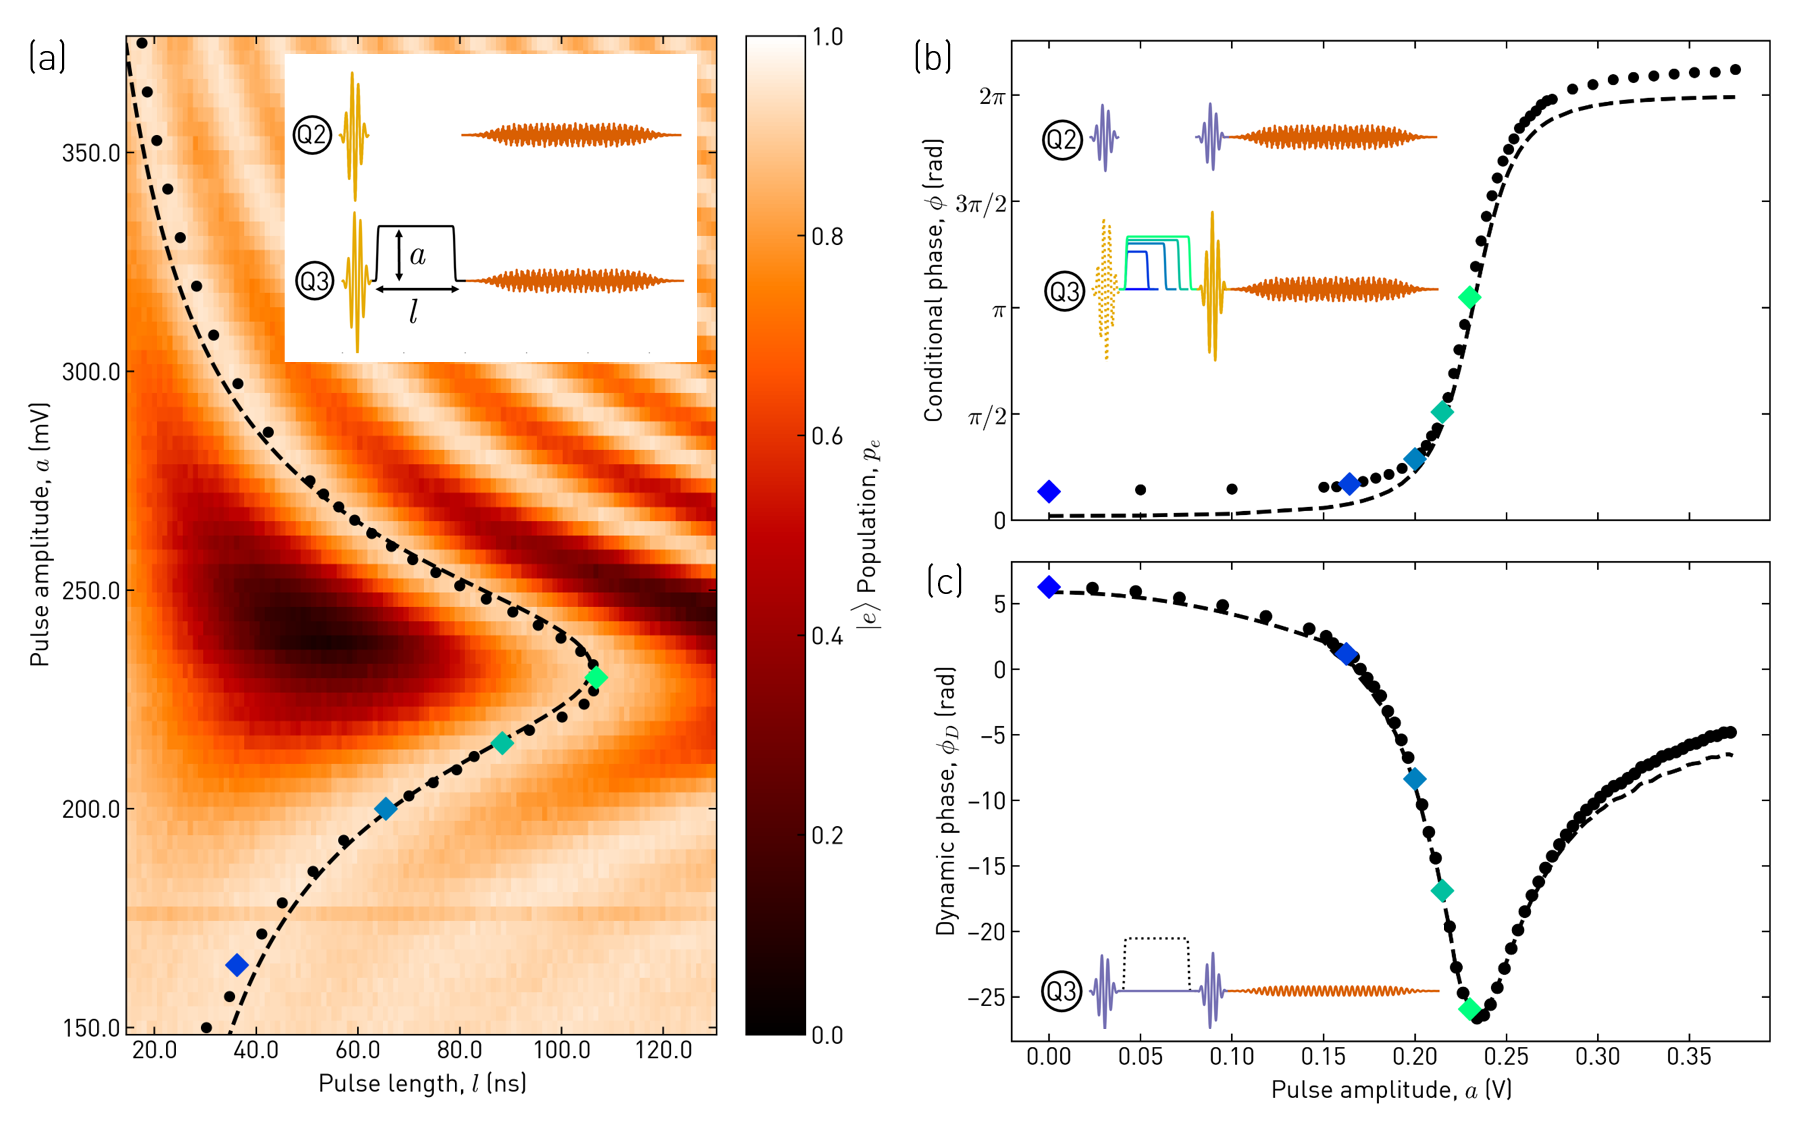 (a)
Pulse amplitude, a (mV)
350.0
300.0
250.0
200.0
150.0
20.0 40.0 60.0 80.0 100.0 120.0
Pulse length, l (ns)
Q2
Q3
a
l
1.0
0.8
0.6
0.4
0.2
0.0
|e⟩ Population, pₑ
(b)
Conditional phase, ϕ (rad)
2π
3π/2
π
π/2
0
Q2
Q3
(c)
Dynamic phase, ϕ_D (rad)
5
0
−5
−10
−15
−20
−25
Q3
0.00 0.05 0.10 0.15 0.20 0.25 0.30 0.35
Pulse amplitude, a (V)